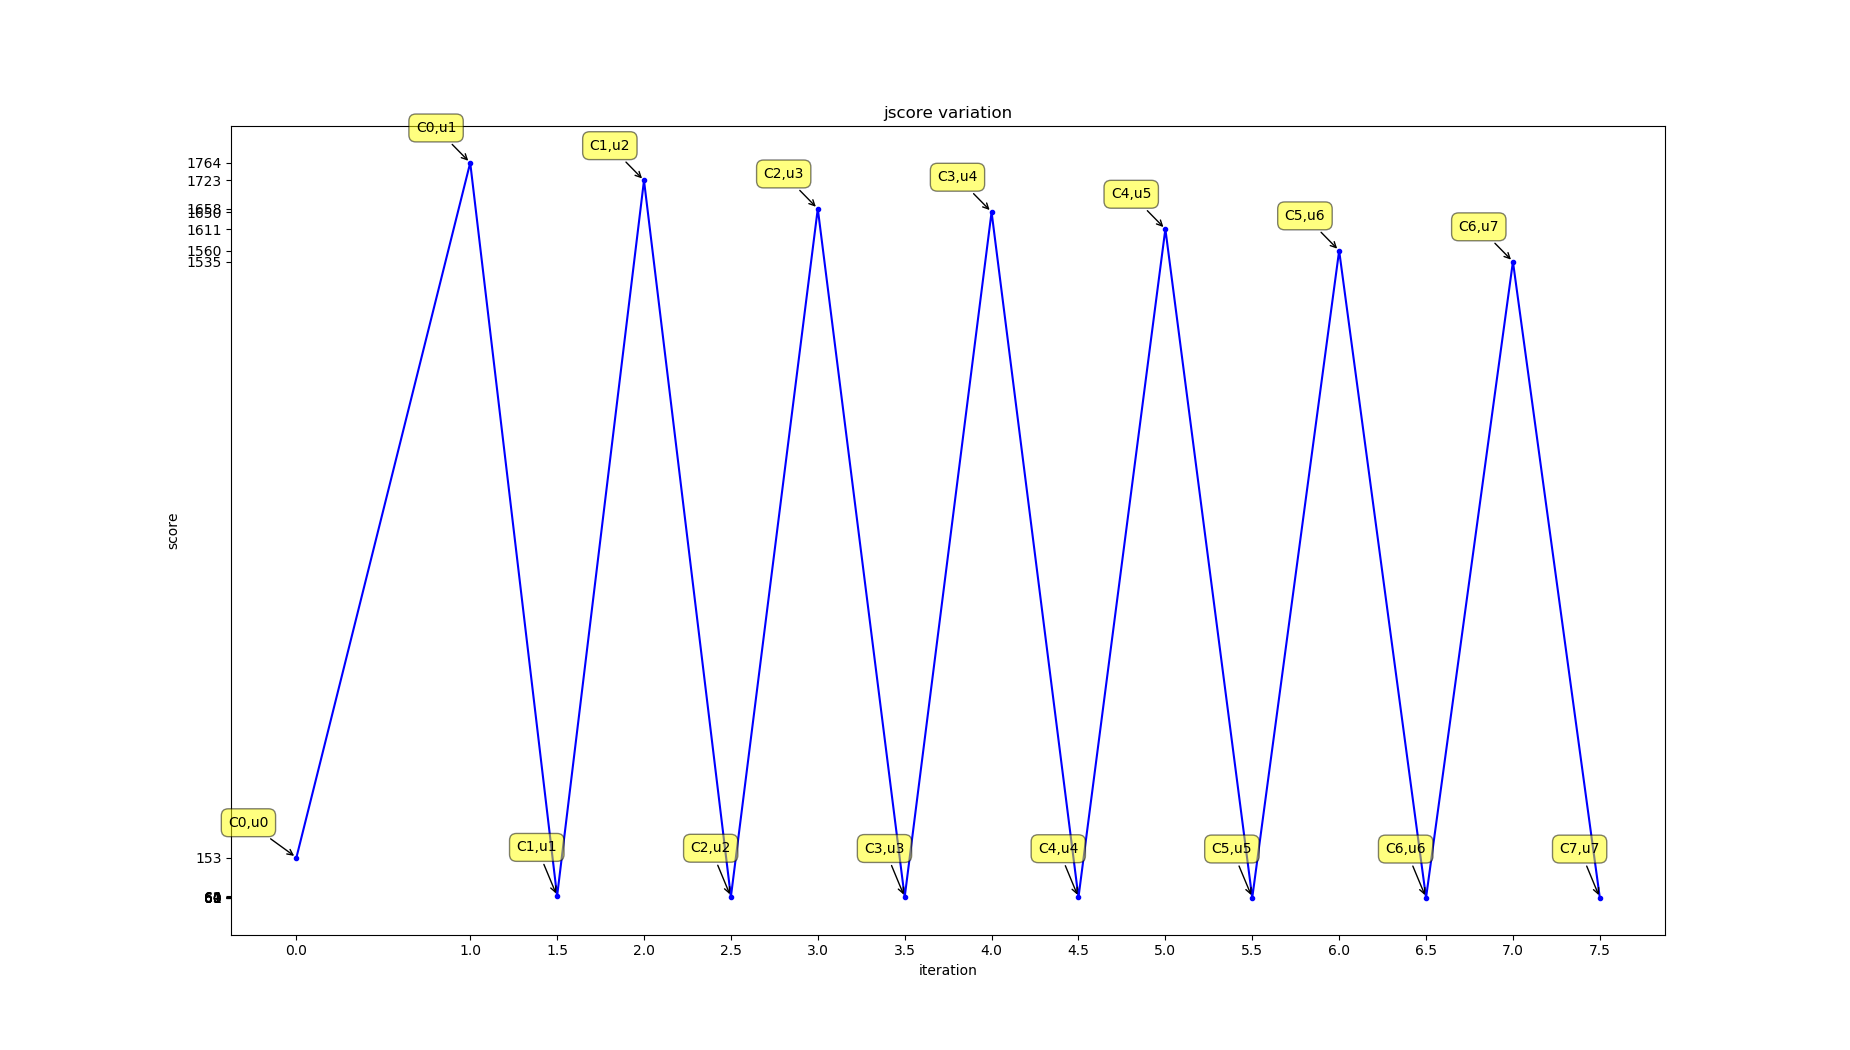 jscore variation
C0,u1
C1,u2
C2,u3
C3,u4
C4,u5
C5,u6
C6,u7
1764
1723
1658
1650
1611
1560
1535
score
C0,u0
C1,u1
C2,u2
C3,u3
C4,u4
C5,u5
C6,u6
C7,u7
153
0.0 1.0 1.5 2.0 2.5 3.0 3.5 4.0 4.5 5.0 5.5 6.0 6.5 7.0 7.5
iteration